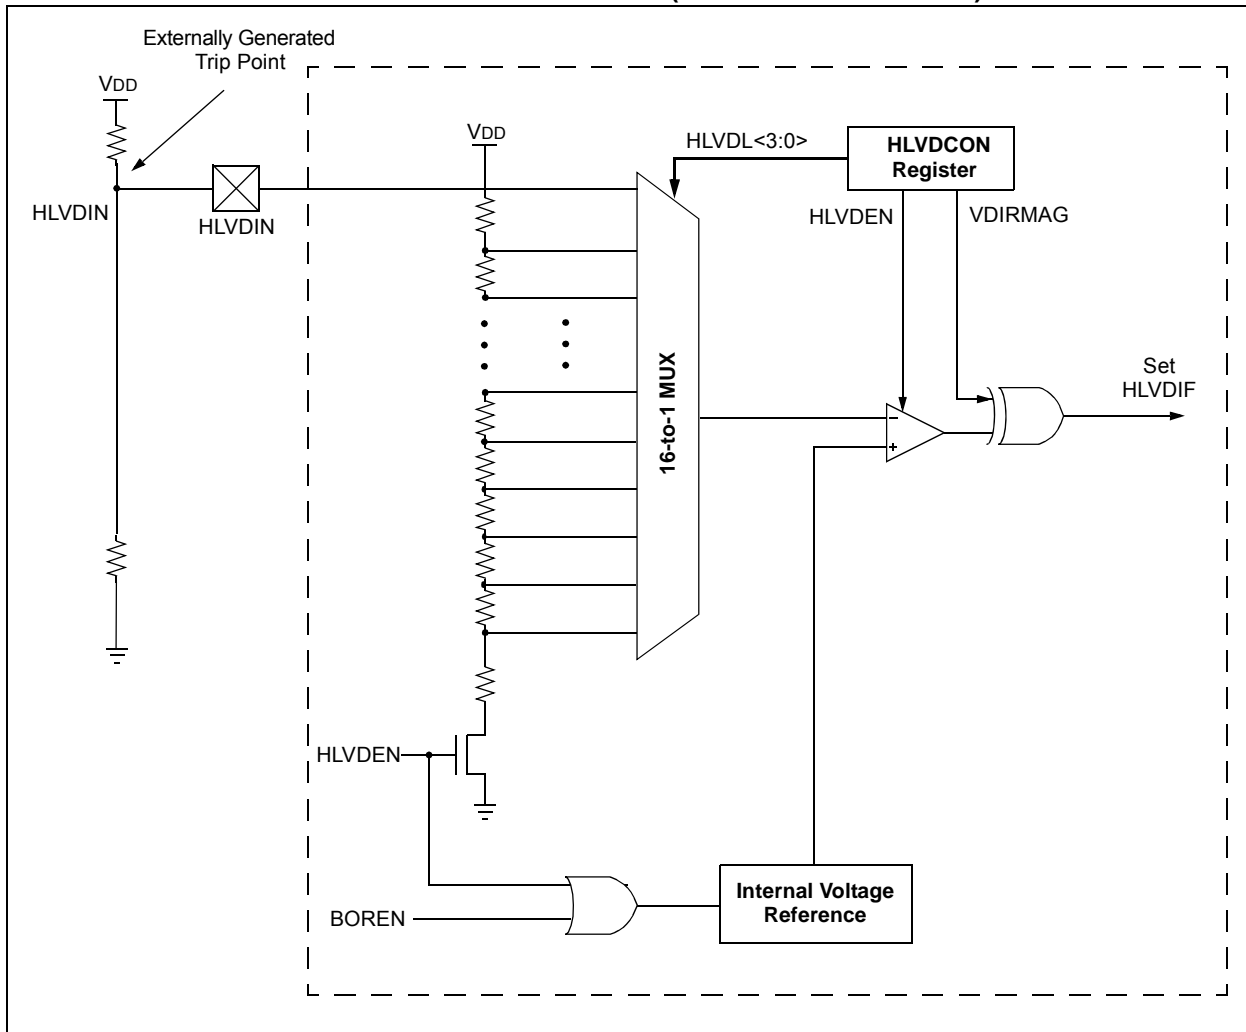 Externally Generated
Trip Point
VDD
VDD
HLVDL<3:0>
HLVDCON
Register
HLVDIN
HLVDIN
HLVDEN
VDIRMAG
16-to-1 MUX
Set
HLVDIF
–
+
HLVDEN
BOREN
Internal Voltage
Reference